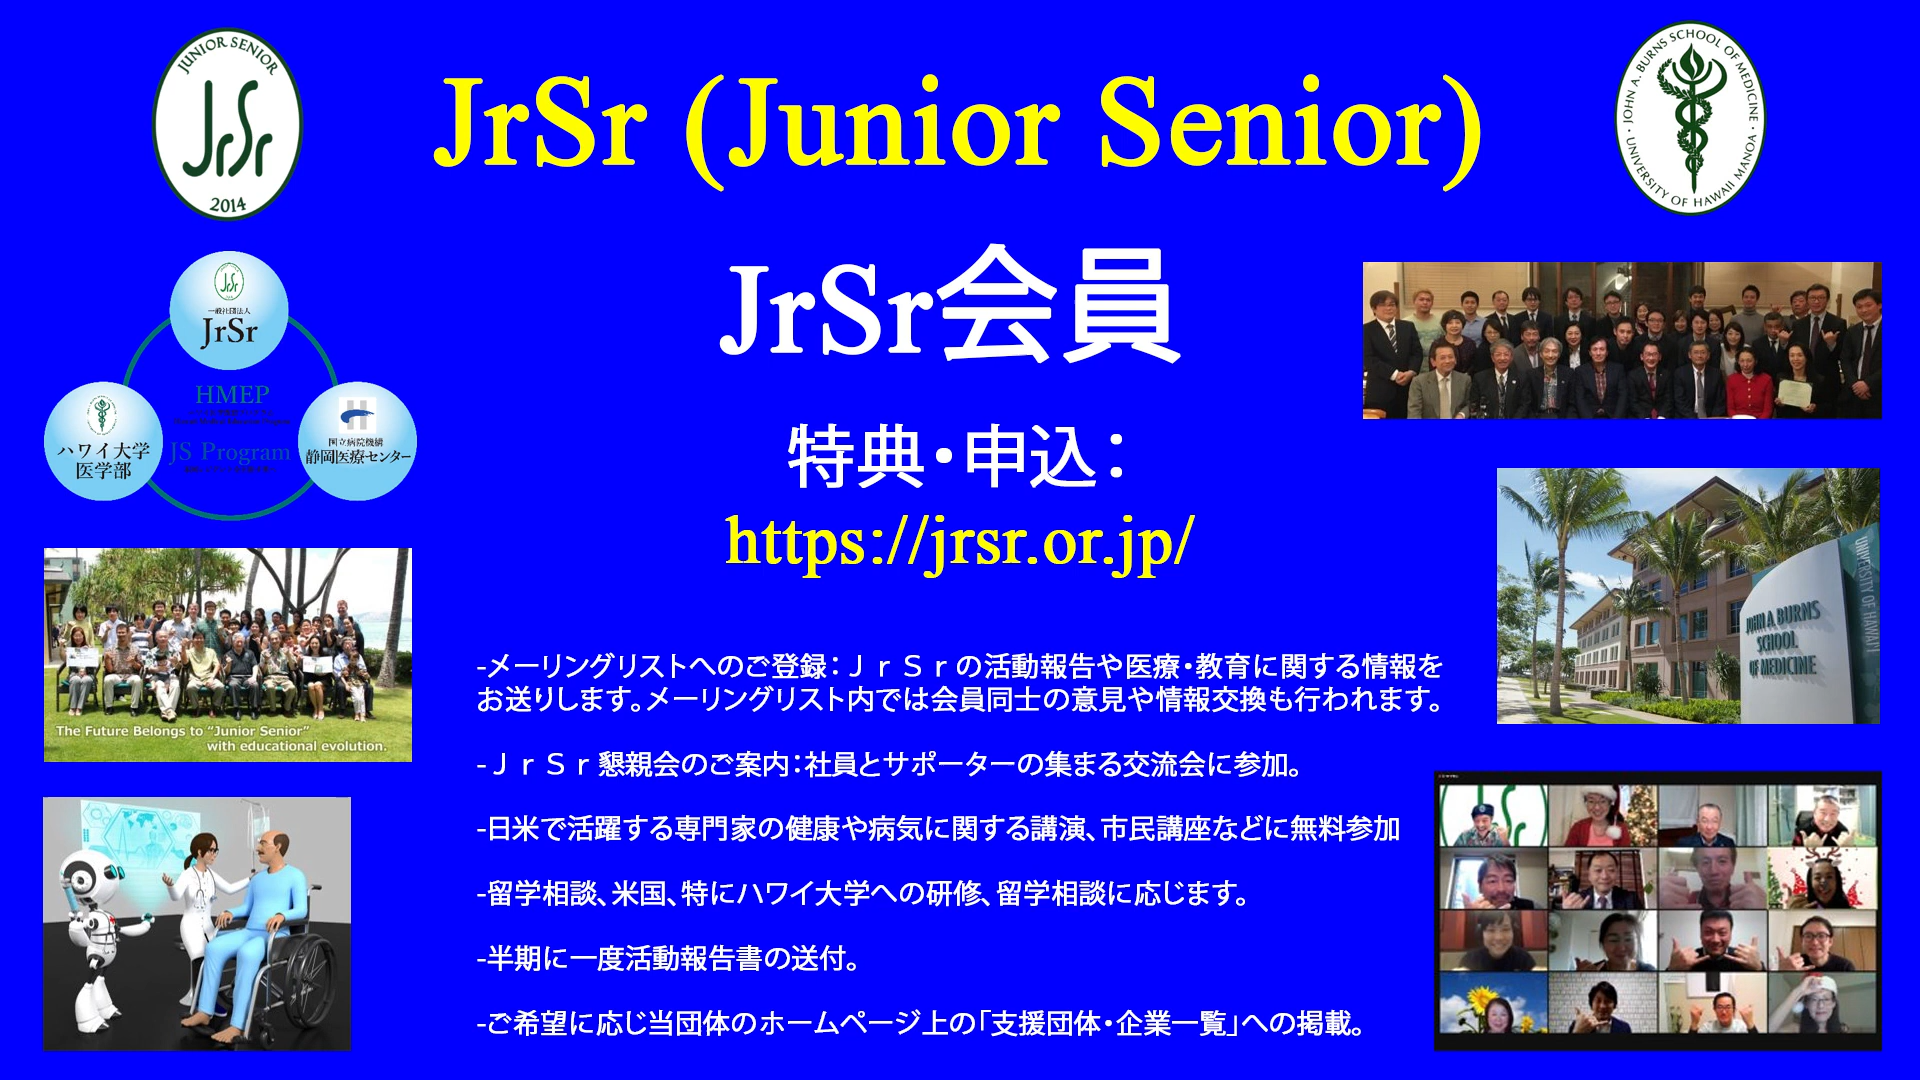 JUNIOR SENIOR
JrSr
2014
JrSr (Junior Senior)
JOHN A. BURNS SCHOOL OF MEDICINE
UNIVERSITY OF HAWAII MANOA
JrSr会員
特典・申込：
https://jrsr.or.jp/
JrSr
一般社団法人
JrSr
HMEP
JS Program
ハワイ大学
医学部
国立病院機構
静岡医療センター
The Future Belongs to "Junior Senior"
with educational evolution.
UNIVERSITY OF HAWAII
JOHN A. BURNS
SCHOOL
OF MEDICINE
-メーリングリストへのご登録：ＪｒＳｒの活動報告や医療・教育に関する情報を
お送りします。メーリングリスト内では会員同士の意見や情報交換も行われます。
-ＪｒＳｒ懇親会のご案内：社員とサポーターの集まる交流会に参加。
-日米で活躍する専門家の健康や病気に関する講演、市民講座などに無料参加
-留学相談、米国、特にハワイ大学への研修、留学相談に応じます。
-半期に一度活動報告書の送付。
-ご希望に応じ当団体のホームページ上の「支援団体・企業一覧」への掲載。